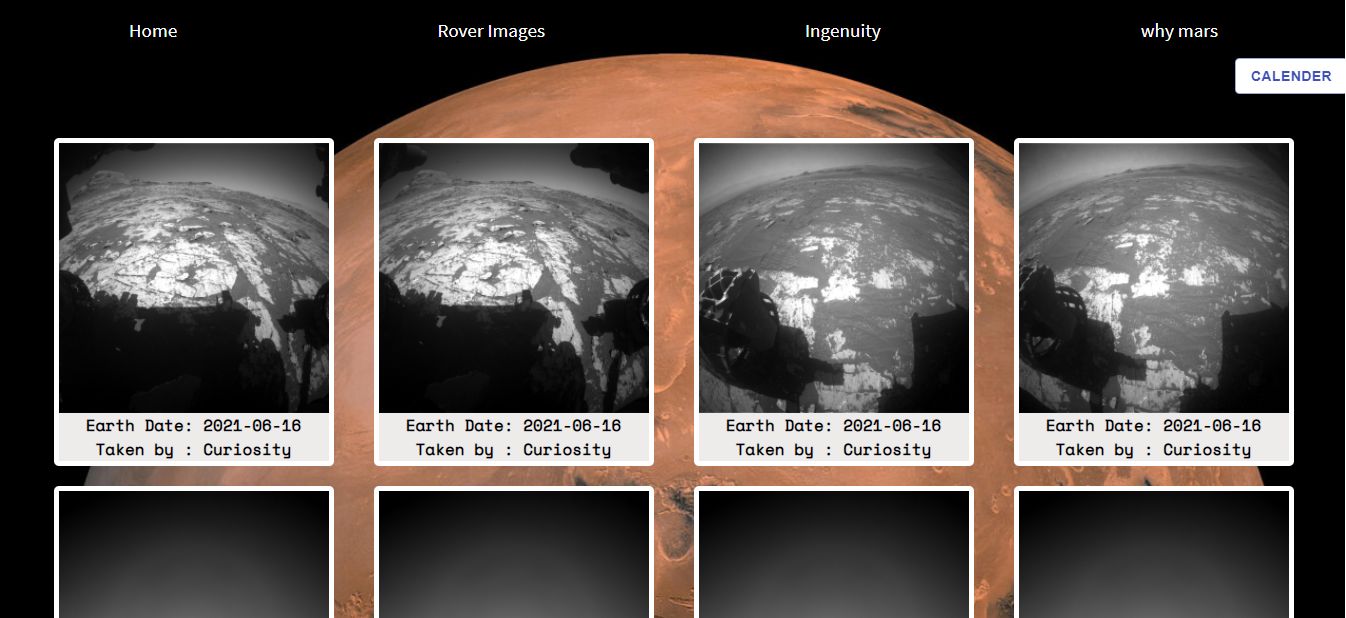 Home Rover Images Ingenuity why mars
CALENDER
Earth Date: 2021-06-16 Earth Date: 2021-06-16 Earth Date: 2021-06-16 Earth Date: 2021-06-16
Taken by : Curiosity Taken by : Curiosity Taken by : Curiosity Taken by : Curiosity